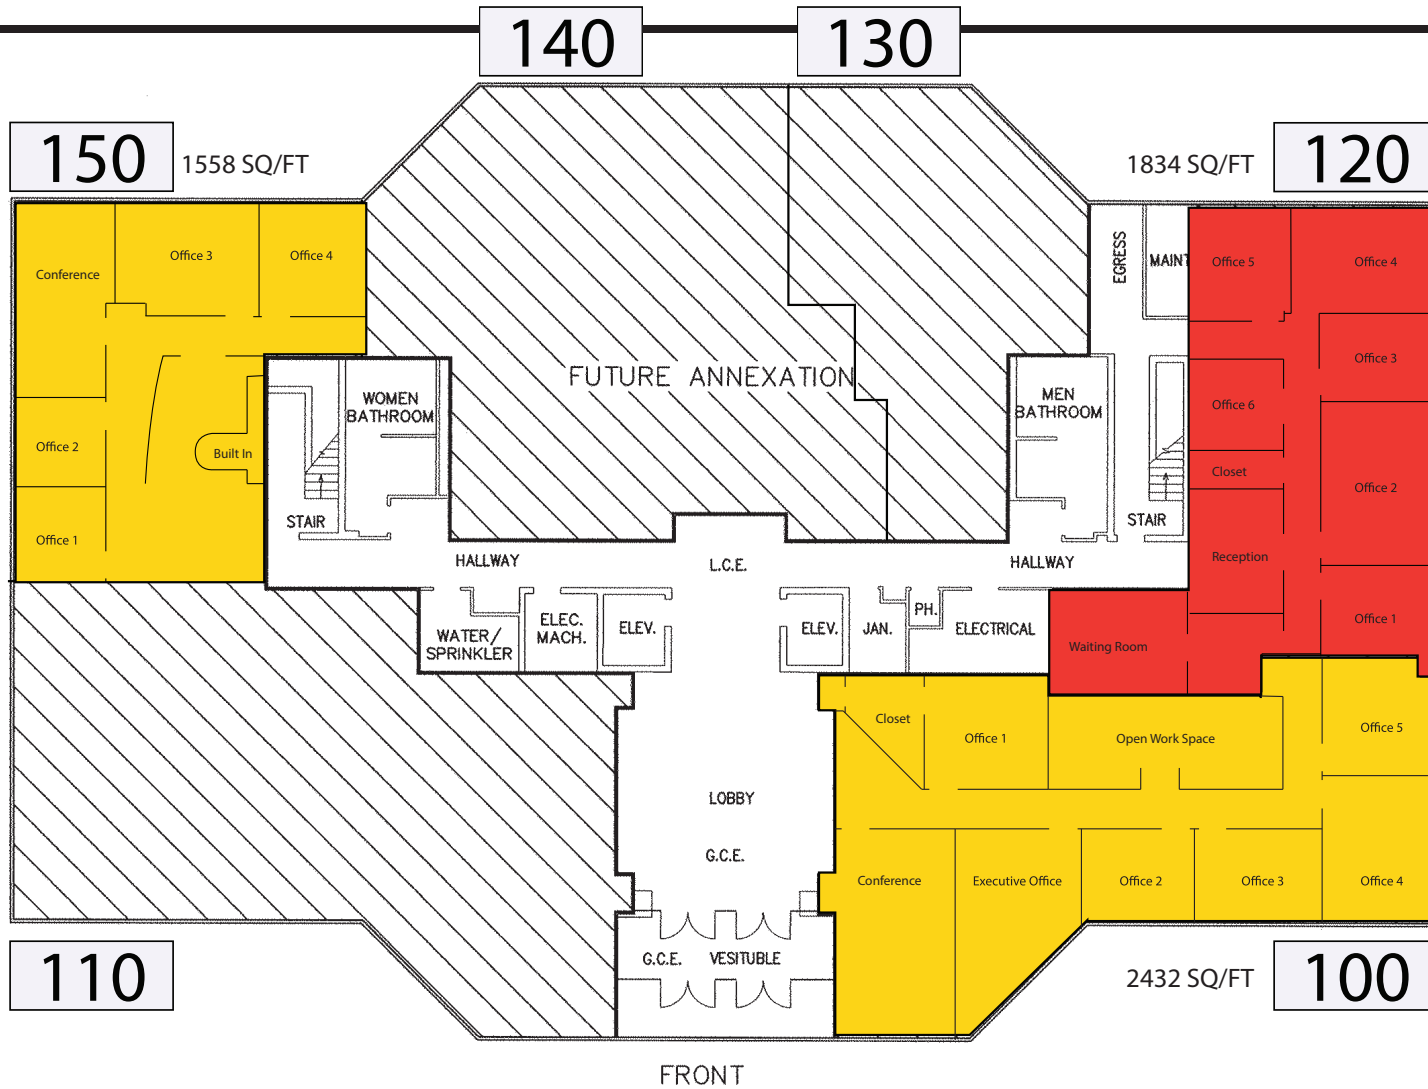 140
130
150
1558 SQ/FT
1834 SQ/FT
120
Conference
Office 3
Office 4
EGRESS
MAINT
Office 5
Office 4
Office 3
FUTURE ANNEXATION
WOMEN
BATHROOM
MEN
BATHROOM
Office 6
Office 2
Built In
Closet
Office 2
STAIR
STAIR
Office 1
HALLWAY
L.C.E.
HALLWAY
Reception
WATER/
SPRINKLER
ELEC.
MACH.
ELEV.
ELEV.
JAN.
PH.
ELECTRICAL
Waiting Room
Office 1
Closet
Office 1
Open Work Space
Office 5
LOBBY
G.C.E.
Conference
Executive Office
Office 2
Office 3
Office 4
G.C.E.
VESITUBLE
110
2432 SQ/FT
100
FRONT